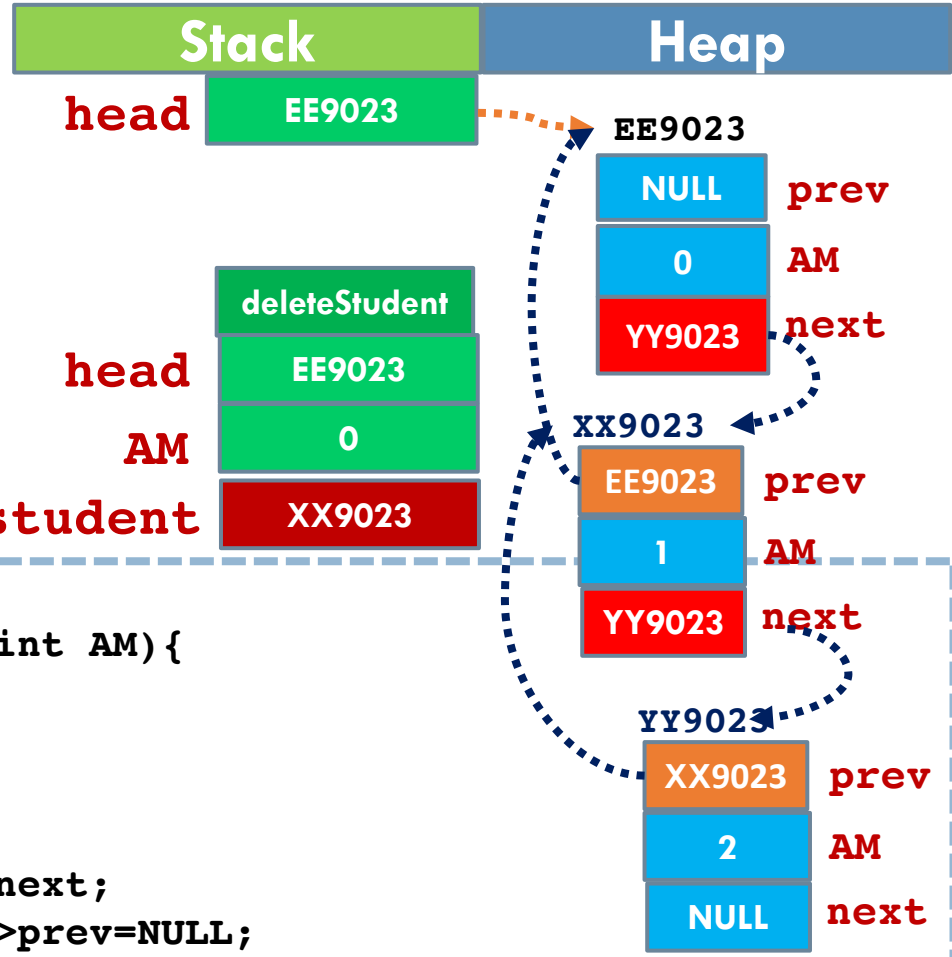 Stack Heap
head EE9023
EE9023
NULL prev
0 AM
YY9023 next
deleteStudent
head EE9023
AM 0
student XX9023
XX9023
EE9023 prev
1 AM
YY9023 next
int AM){
YY9023
XX9023 prev
2 AM
NULL next
next;
>prev=NULL;